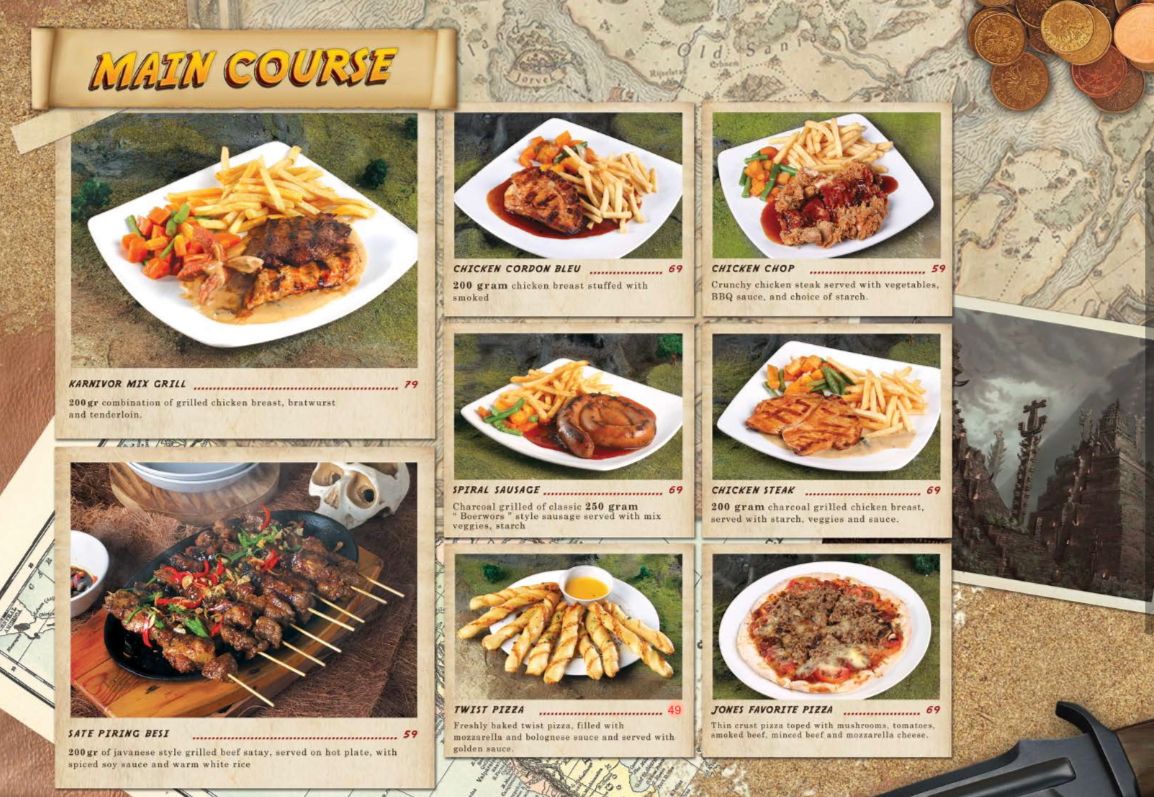 MAIN COURSE
KARNIVOR MIX GRILL 79
200gr combination of grilled chicken breast, bratwurst
and tenderloin.
SATE PIRING BESI 59
200gr of javanese style grilled beef satay, served on hot plate, with
spiced soy sauce and warm white rice
CHICKEN CORDON BLEU 69
200 gram chicken breast stuffed with
smoked
CHICKEN CHOP 59
Crunchy chicken steak served with vegetables,
BBQ sauce, and choice of starch.
SPIRAL SAUSAGE 69
Charcoal grilled of classic 250 gram
" Boerwors " style sausage served with mix
veggies, starch
CHICKEN STEAK 69
200 gram charcoal grilled chicken breast,
served with starch, veggies and sauce.
TWIST PIZZA 49
Freshly baked twist pizza, filled with
mozzarella and bolognese sauce and served with
golden sauce.
JONES FAVORITE PIZZA 69
Thin crust pizza toped with mushrooms, tomatoes,
smoked beef, minced beef and mozzarella cheese.
Old Sani
Jorvel